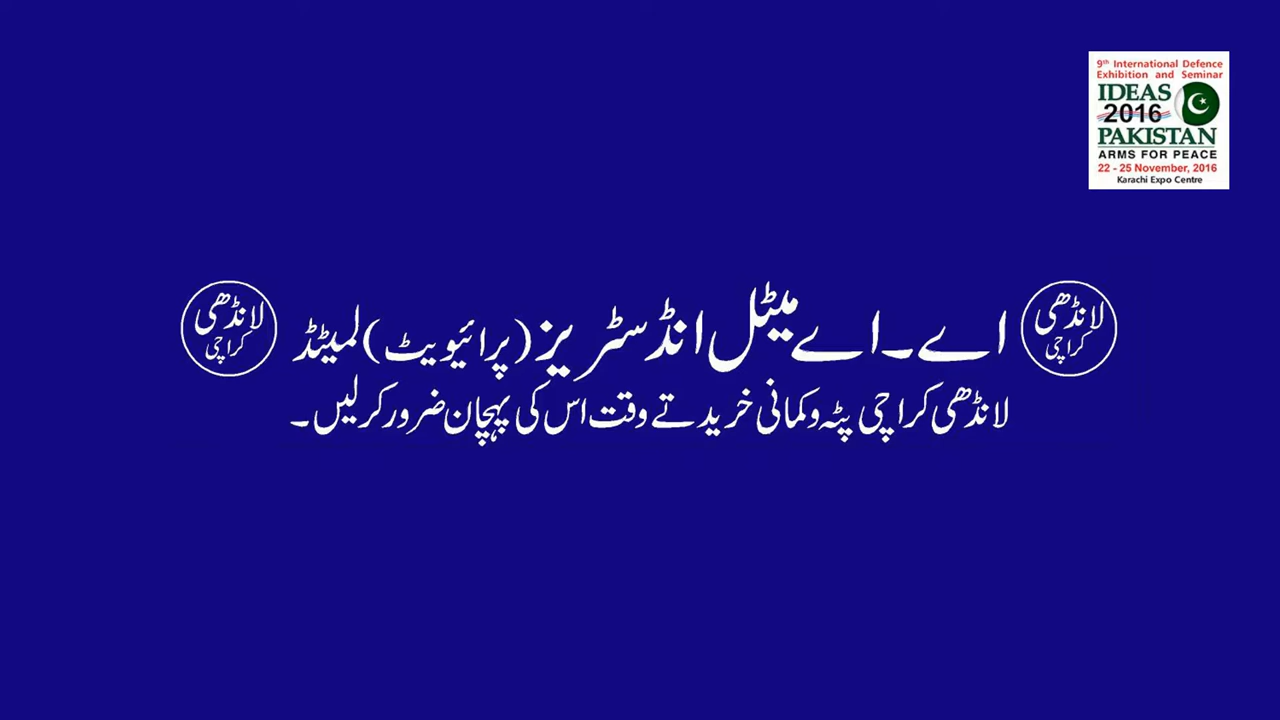 9th International Defence
Exhibition and Seminar
IDEAS
2016
PAKISTAN
ARMS FOR PEACE
22 - 25 November, 2016
Karachi Expo Centre
لانڈھی
کراچی
اے۔اے میٹل انڈسٹریز (پرائیویٹ) لمیٹڈ
لانڈھی
کراچی
لانڈھی کراچی پٹہ و کمانی خریدتے وقت اس کی پہچان ضرور کرلیں۔